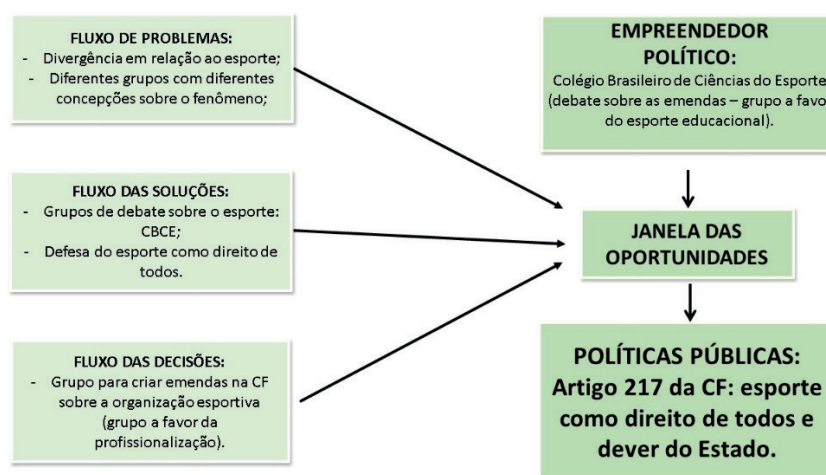 FLUXO DE PROBLEMAS:
- Divergência em relação ao esporte;
- Diferentes grupos com diferentes
concepções sobre o fenômeno;
FLUXO DAS SOLUÇÕES:
- Grupos de debate sobre o esporte:
CBCE;
- Defesa do esporte como direito de
todos.
FLUXO DAS DECISÕES:
- Grupo para criar emendas na CF
sobre a organização esportiva
(grupo a favor da
profissionalização).
EMPREENDEDOR
POLÍTICO:
Colégio Brasileiro de Ciências do Esporte
(debate sobre as emendas – grupo a favo
do esporte educacional).
JANELA DAS
OPORTUNIDADES
POLÍTICAS PÚBLICAS:
Artigo 217 da CF: esporte
como direito de todos e
dever do Estado.